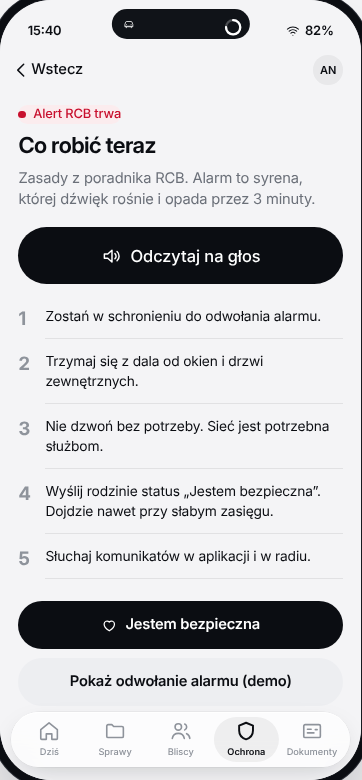 15:40
82%
Wstecz
AN
Alert RCB trwa
Co robić teraz
Zasady z poradnika RCB. Alarm to syrena,
której dźwięk rośnie i opada przez 3 minuty.
Odczytaj na głos
1 Zostań w schronieniu do odwołania alarmu.
2 Trzymaj się z dala od okien i drzwi
zewnętrznych.
3 Nie dzwoń bez potrzeby. Sieć jest potrzebna
służbom.
4 Wyślij rodzinie status „Jestem bezpieczna”.
Dojdzie nawet przy słabym zasięgu.
5 Słuchaj komunikatów w aplikacji i w radiu.
Jestem bezpieczna
Pokaż odwołanie alarmu (demo)
Dziś Sprawy Bliscy Ochrona Dokumenty